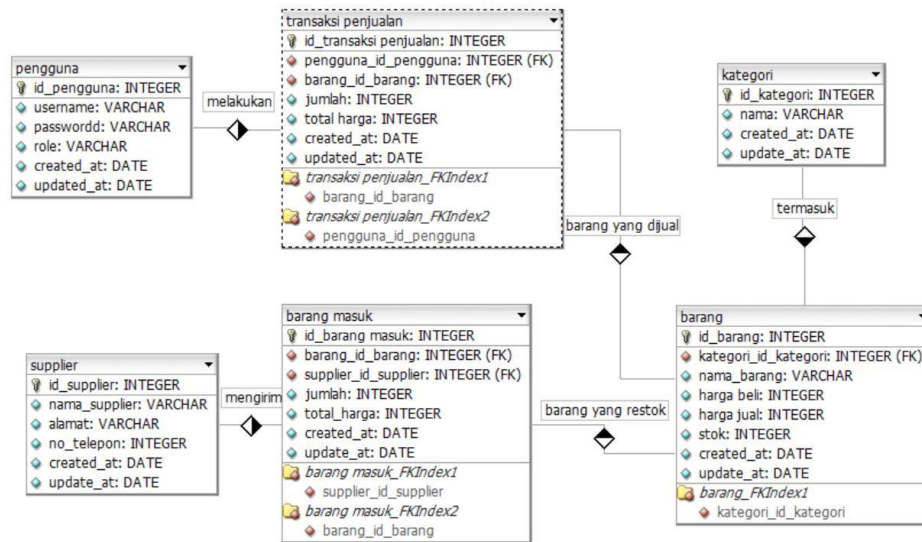 transaksi penjualan
id_transaksi penjualan: INTEGER
pengguna_id_pengguna: INTEGER (FK)
barang_id_barang: INTEGER (FK)
jumlah: INTEGER
total harga: INTEGER
created_at: DATE
updated_at: DATE
transaksi penjualan_FKIndex1
barang_id_barang
transaksi penjualan_FKIndex2
pengguna_id_pengguna
pengguna
id_pengguna: INTEGER
username: VARCHAR
passwordd: VARCHAR
role: VARCHAR
created_at: DATE
updated_at: DATE
melakukan
kategori
id_kategori: INTEGER
nama: VARCHAR
created_at: DATE
update_at: DATE
termasuk
barang yang dijual
supplier
id_supplier: INTEGER
nama_supplier: VARCHAR
alamat: VARCHAR
no_telepon: INTEGER
created_at: DATE
update_at: DATE
mengirim
barang masuk
id_barang masuk: INTEGER
barang_id_barang: INTEGER (FK)
supplier_id_supplier: INTEGER (FK)
jumlah: INTEGER
total_harga: INTEGER
created_at: DATE
update_at: DATE
barang masuk_FKIndex1
supplier_id_supplier
barang masuk_FKIndex2
barang_id_barang
barang yang restok
barang
id_barang: INTEGER
kategori_id_kategori: INTEGER (FK)
nama_barang: VARCHAR
harga beli: INTEGER
harga jual: INTEGER
stok: INTEGER
created_at: DATE
update_at: DATE
barang_FKIndex1
kategori_id_kategori